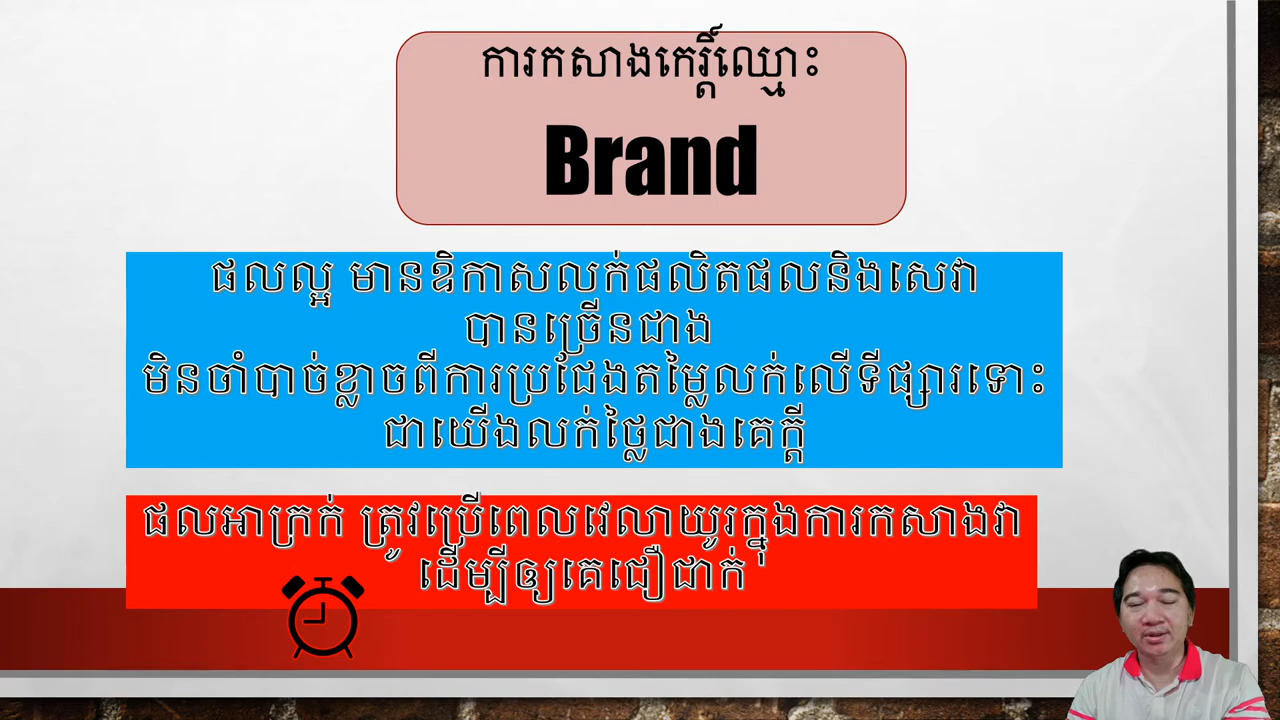 ការកសាងកេរ្តិ៍ឈ្មោះ
Brand
ផលល្អ មានឱកាសលក់ផលិតផលនិងសេវា
បានច្រើនជាង
មិនចាំបាច់ខ្លាចពីការប្រជែងតម្លៃលក់លើទីផ្សារទោះ
ជាយើងលក់ថ្លៃជាងគេក្តី
ផលអាក្រក់ ត្រូវប្រើពេលវេលាយូរក្នុងការកសាងវា
ដើម្បីឲ្យគេជឿជាក់